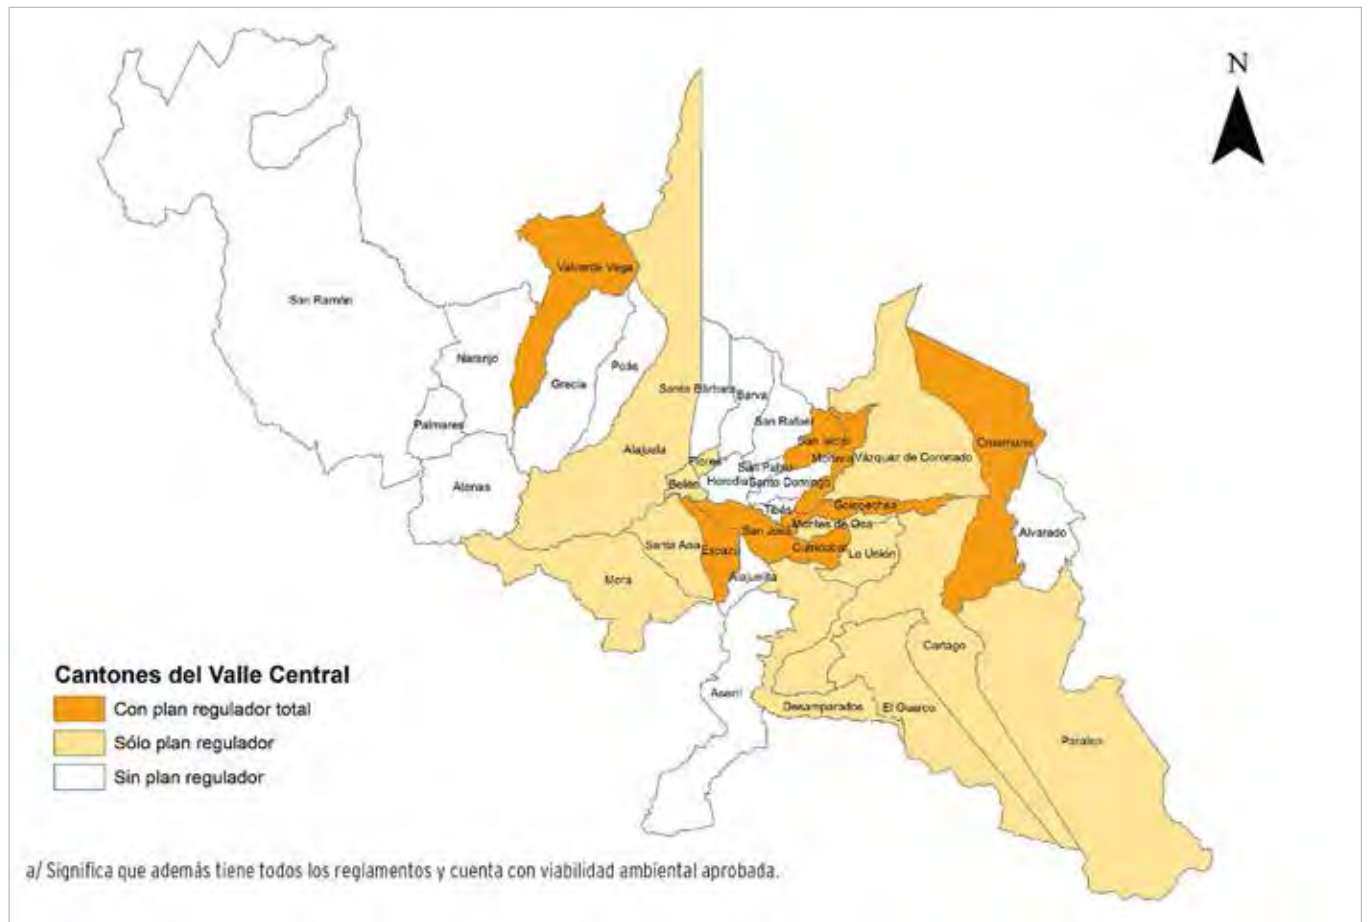 N
Valverde Vega
San Ramón
Naranjo
Poás
Grecia
Santa Bárbara
Barva
Palmares
San Rafael
San Isidro
Coronado
Vázquez de
Alajuela
Moravia
Flores
San Pablo
Atenas
Belén
Heredia
Santo Domingo
Goicoechea
Tibás
Montes de Oca
San José
Alvarado
Santa Ana
Escazú
Curridabat
La Unión
Mora
Alajuelita
Cartago
Aserrí
Desamparados
El Guarco
Paraíso
Cantones del Valle Central
Con plan regulador total
Sólo plan regulador
Sin plan regulador
a/ Significa que además tiene todos los reglamentos y cuenta con viabilidad ambiental aprobada.